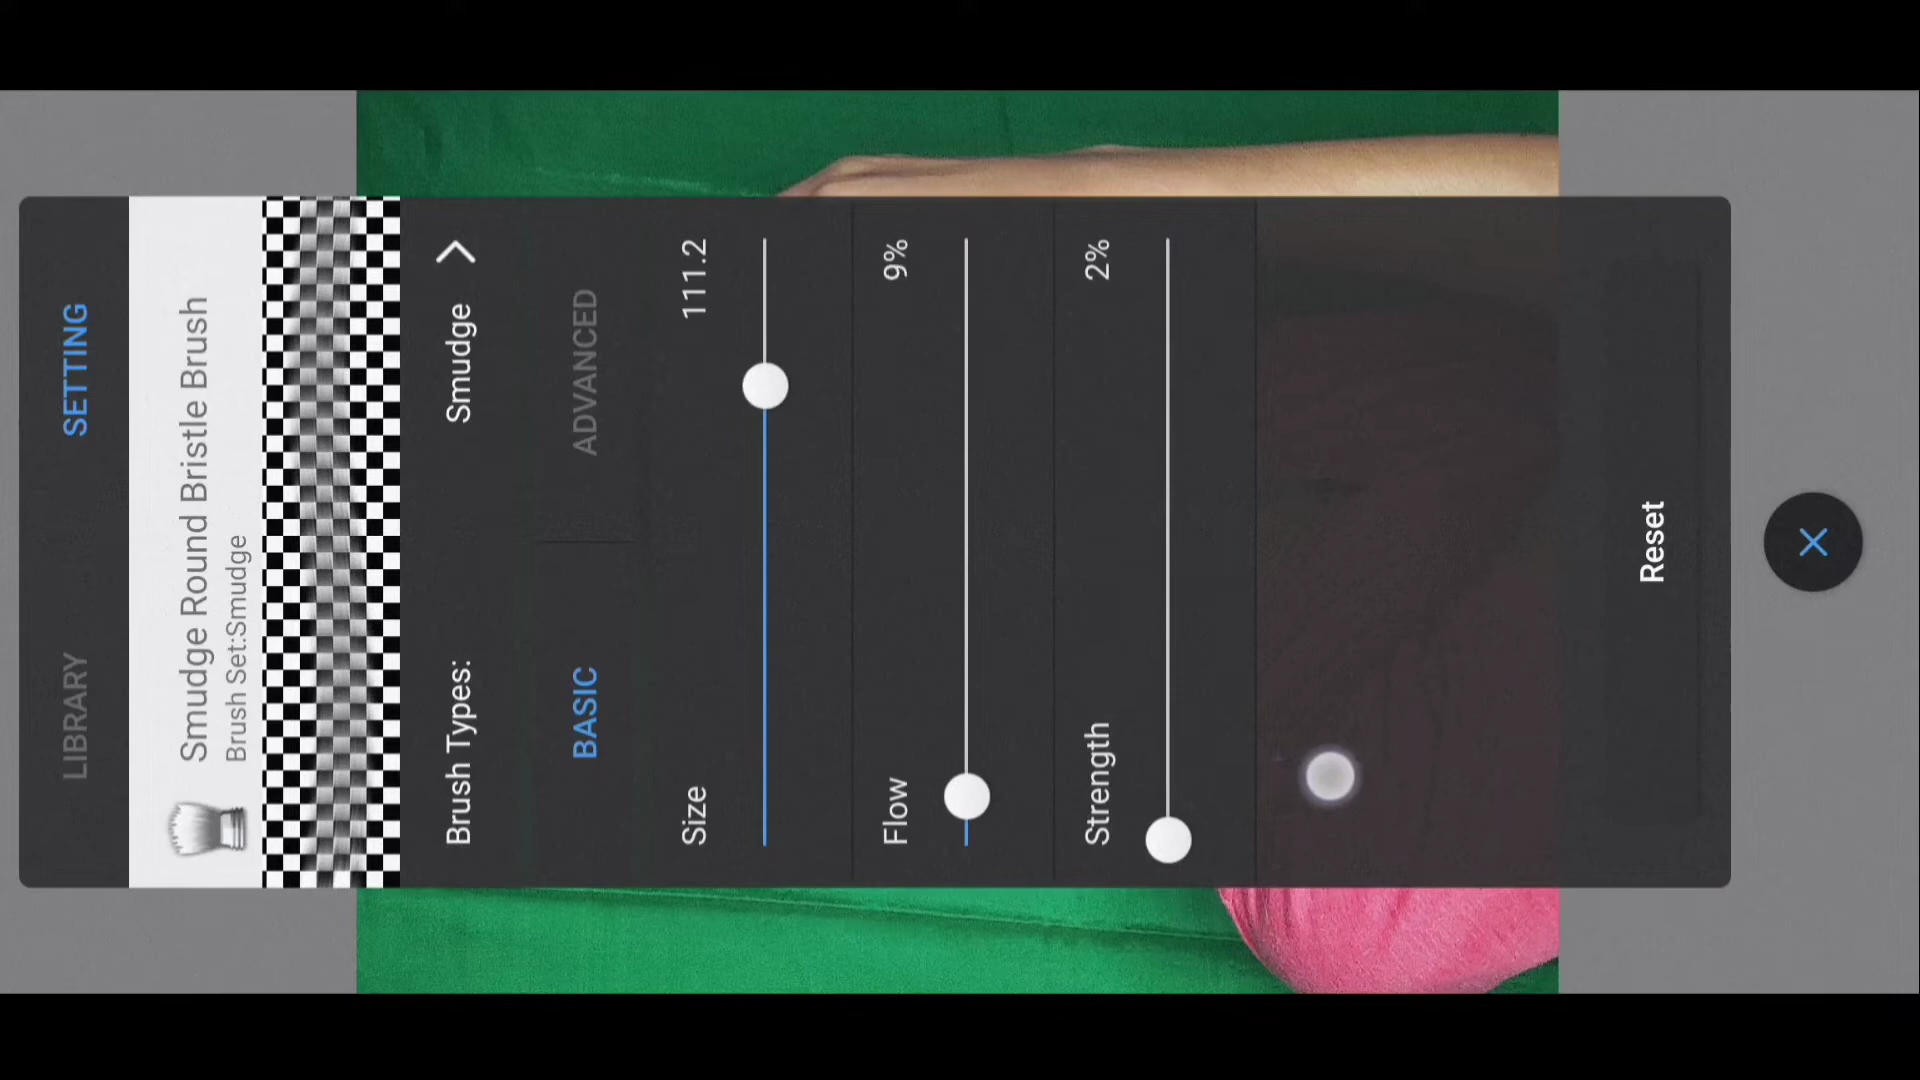 LIBRARY SETTING
Smudge Round Bristle Brush
Brush Set:Smudge
Brush Types: Smudge
BASIC ADVANCED
Size 111.2
Flow 9%
Strength 2%
Reset